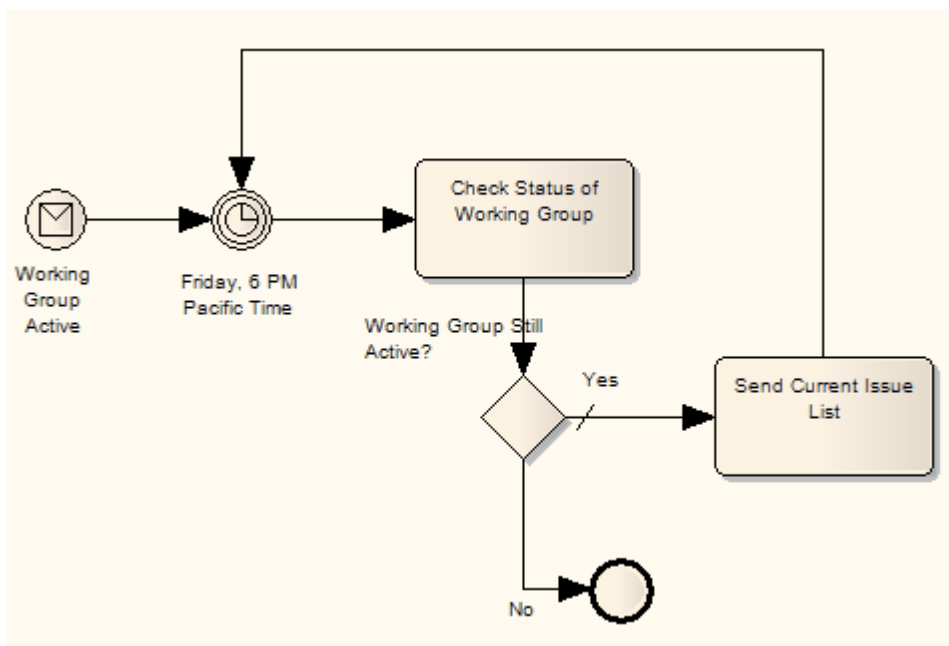 Working
Group
Active
Friday, 6 PM
Pacific Time
Check Status of
Working Group
Working Group Still
Active?
Yes
Send Current Issue
List
No